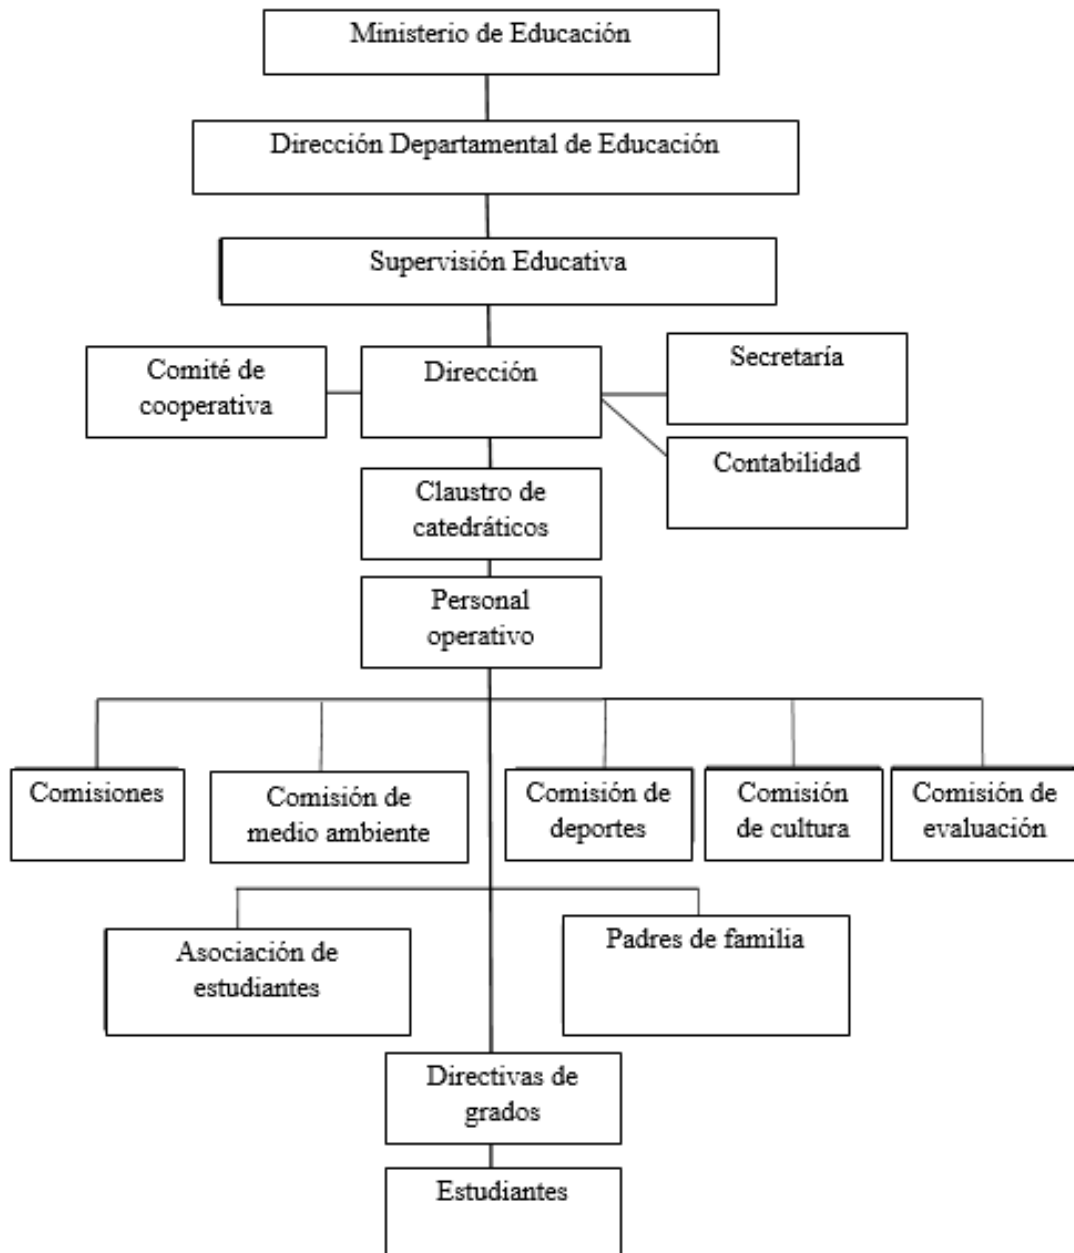 Ministerio de Educación
Dirección Departamental de Educación
Supervisión Educativa
Comité de
cooperativa
Dirección
Secretaría
Contabilidad
Claustro de
catedráticos
Personal
operativo
Comisiones
Comisión de
medio ambiente
Comisión de
deportes
Comisión
de cultura
Comisión de
evaluación
Asociación de
estudiantes
Padres de familia
Directivas de
grados
Estudiantes